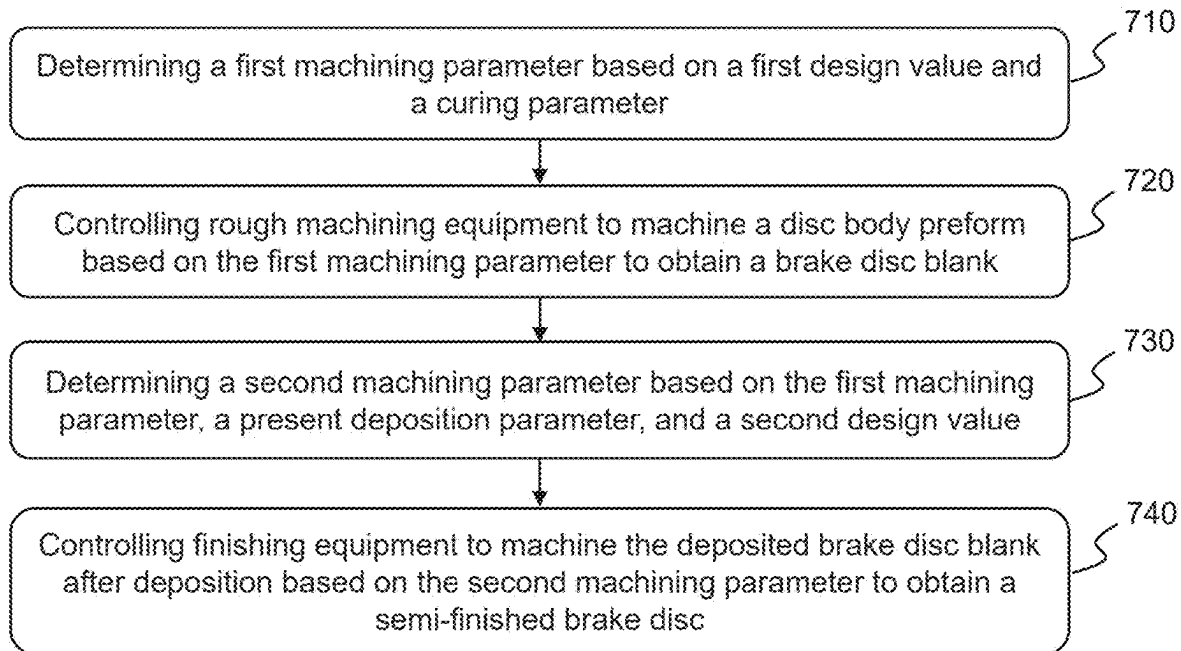 710
Determining a first machining parameter based on a first design value and
a curing parameter
720
Controlling rough machining equipment to machine a disc body preform
based on the first machining parameter to obtain a brake disc blank
730
Determining a second machining parameter based on the first machining
parameter, a present deposition parameter, and a second design value
740
Controlling finishing equipment to machine the deposited brake disc blank
after deposition based on the second machining parameter to obtain a
semi-finished brake disc